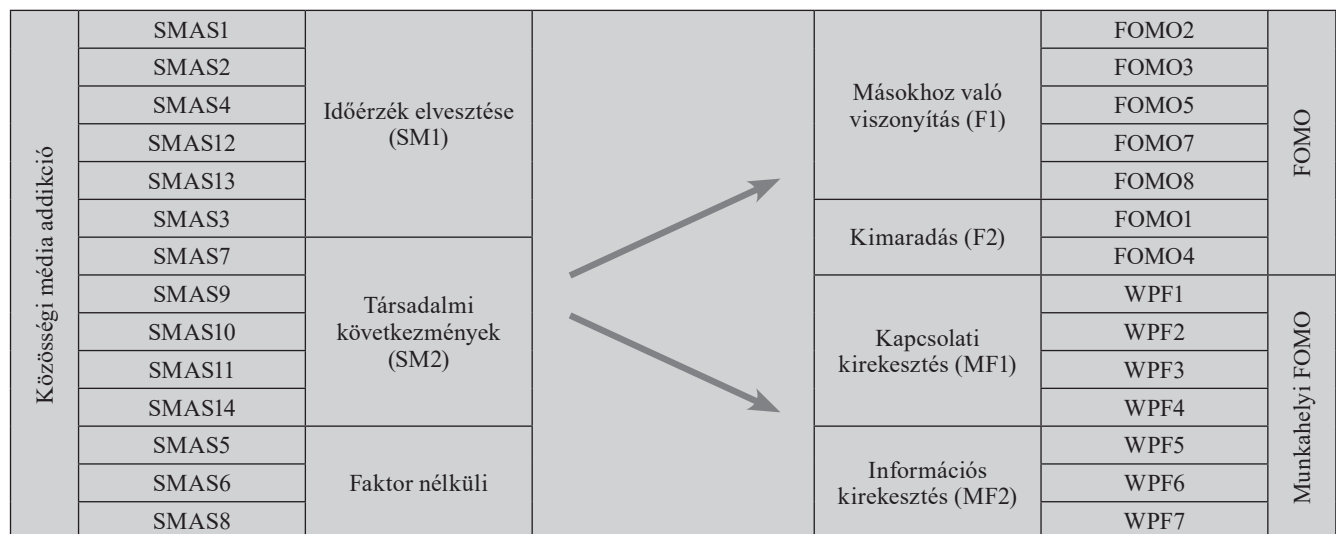 Közösségi média addikció
SMAS1
SMAS2
SMAS4
SMAS12
SMAS13
SMAS3
SMAS7
SMAS9
SMAS10
SMAS11
SMAS14
SMAS5
SMAS6
SMAS8
Időérzék elvesztése
(SM1)
Társadalmi
következmények
(SM2)
Faktor nélküli
Másokhoz való
viszonyítás (F1)
Kimaradás (F2)
Kapcsolati
kirekesztés (MF1)
Információs
kirekesztés (MF2)
FOMO2
FOMO3
FOMO5
FOMO7
FOMO8
FOMO1
FOMO4
WPF1
WPF2
WPF3
WPF4
WPF5
WPF6
WPF7
FOMO
Munkahelyi FOMO